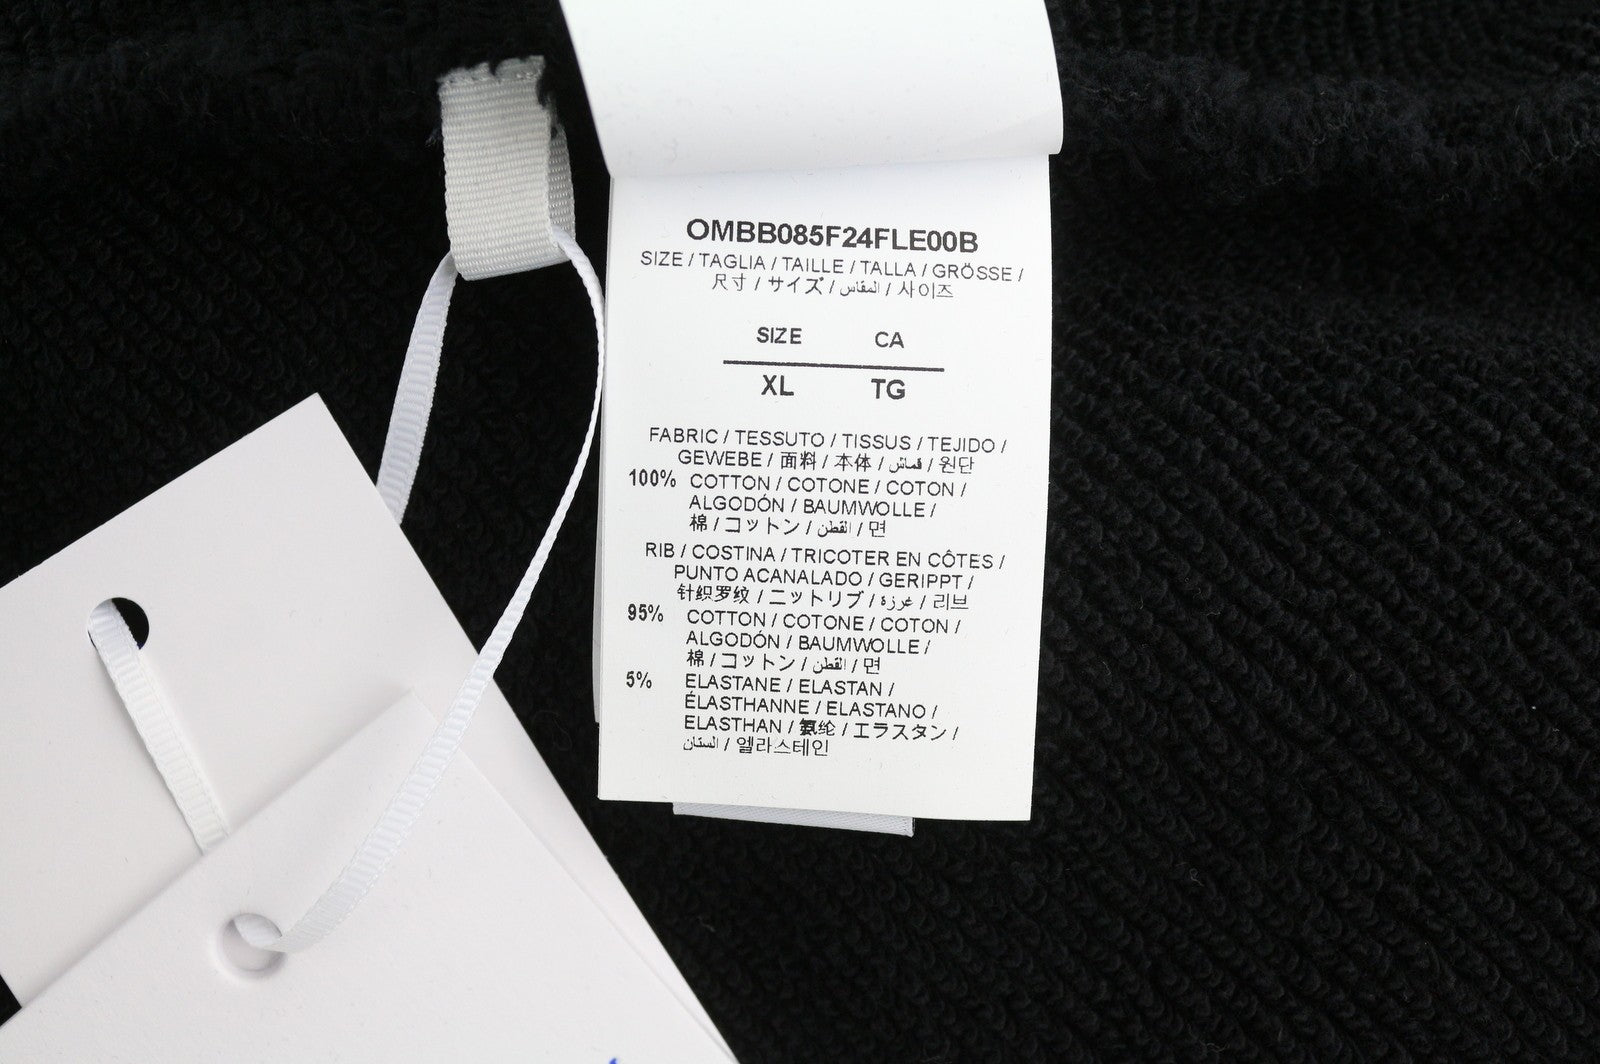 OMBB085F24FLE00B
SIZE / TAGLIA / TAILLE / TALLA / GRÖSSE /
尺寸 / サイズ / المقاس / 사이즈
SIZE CA
XL TG
FABRIC / TESSUTO / TISSUS / TEJIDO /
GEWEBE / 面料 / 本体 / قماش / 원단
100% COTTON / COTONE / COTON /
ALGODÓN / BAUMWOLLE /
棉 / コットン / القطن / 면
RIB / COSTINA / TRICOTER EN CÔTES /
PUNTO ACANALADO / GERIPPT /
针织罗纹 / ニットリブ / غرزة / 리브
95% COTTON / COTONE / COTON /
ALGODÓN / BAUMWOLLE /
棉 / コットン / القطن / 면
5% ELASTANE / ELASTAN /
ÉLASTHANNE / ELASTANO /
ELASTHAN / 氨纶 / エラスタン /
الستان / 엘라스테인